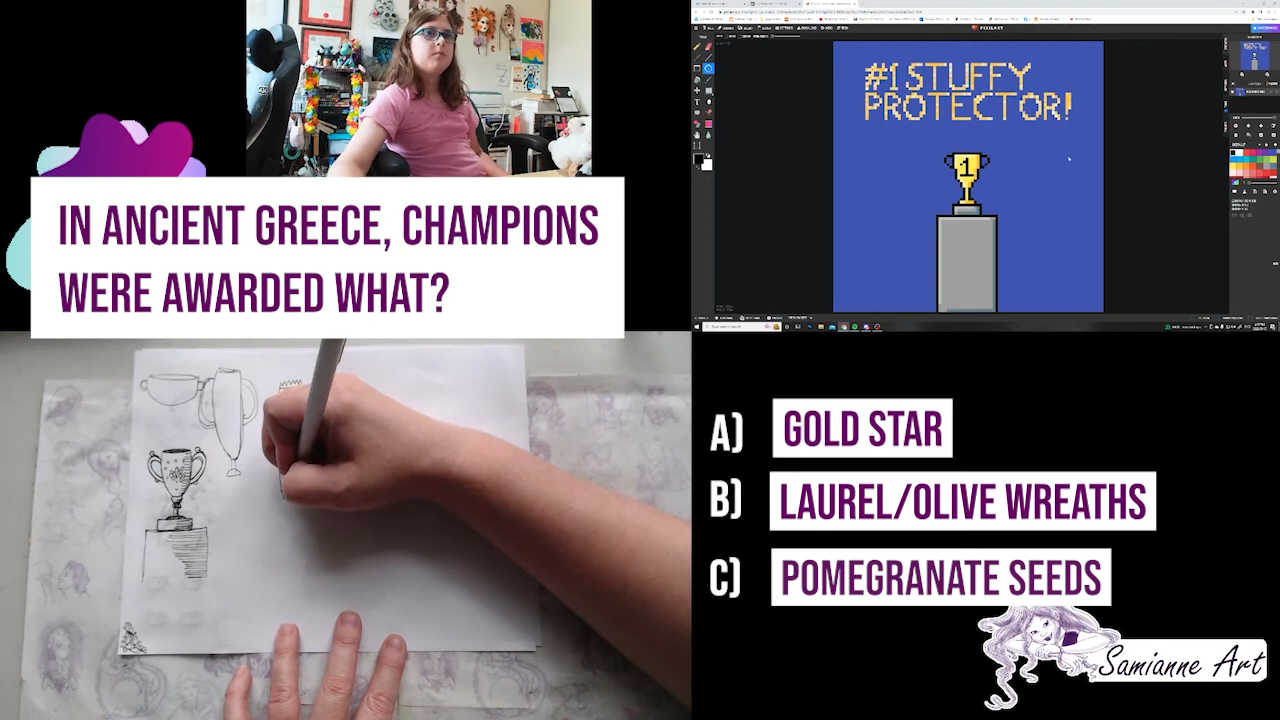 IN ANCIENT GREECE, CHAMPIONS
WERE AWARDED WHAT?
PIXILART
#1 STUFFY
PROTECTOR!
1
A) GOLD STAR
B) LAUREL/OLIVE WREATHS
C) POMEGRANATE SEEDS
Samianne Art